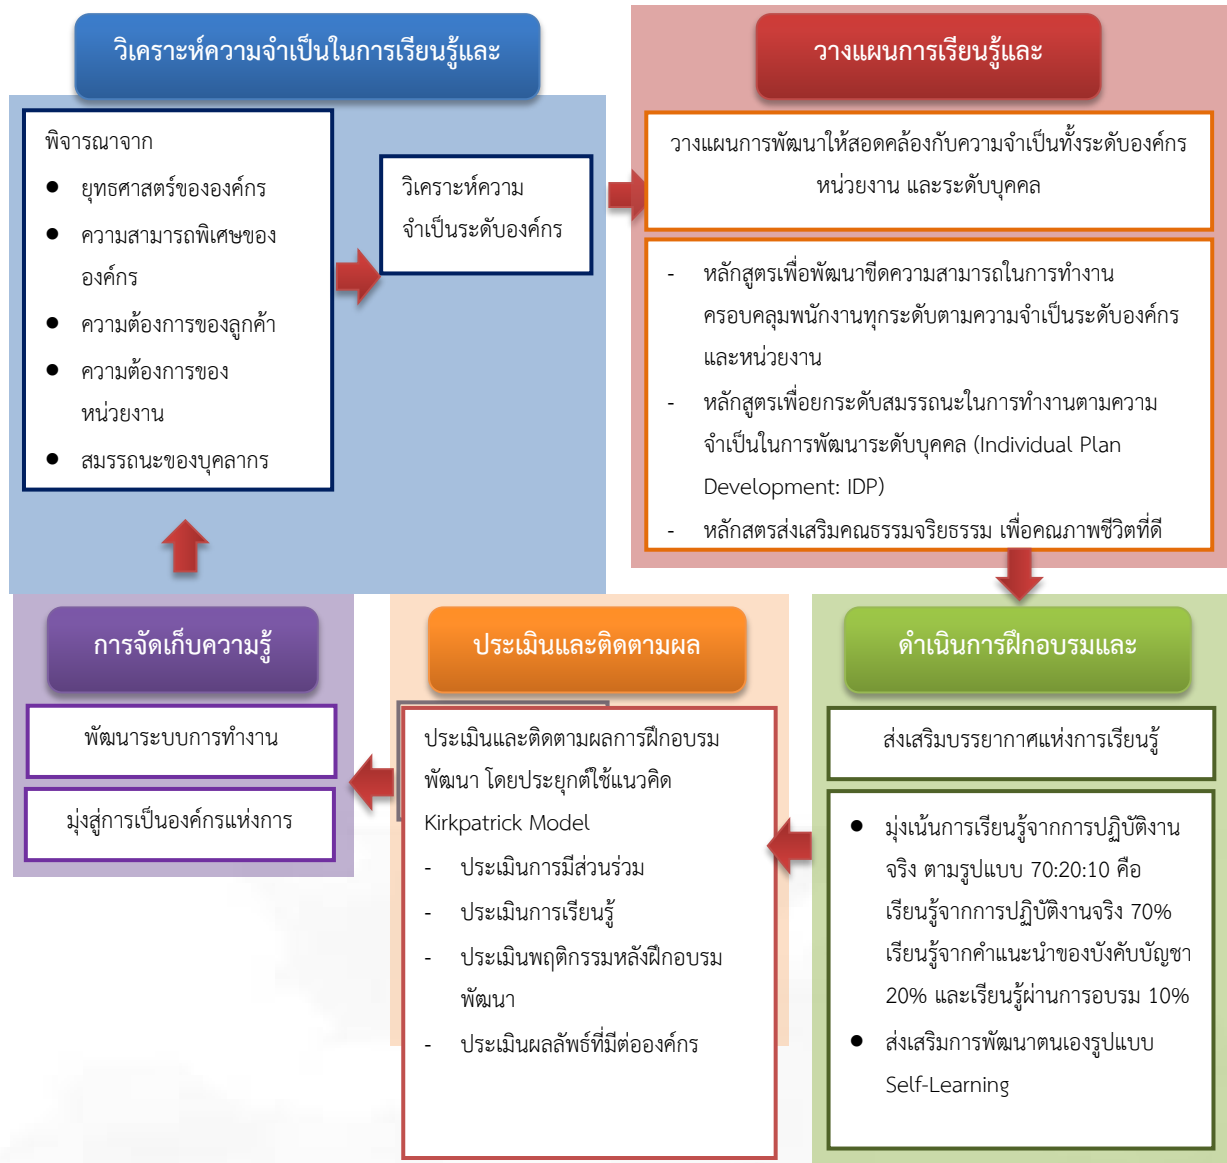 วิเคราะห์ความจำเป็นในการเรียนรู้และ
พิจารณาจาก
● ยุทธศาสตร์ขององค์กร
● ความสามารถพิเศษของ
องค์กร
● ความต้องการของลูกค้า
● ความต้องการของ
หน่วยงาน
● สมรรถนะของบุคลากร
วิเคราะห์ความ
จำเป็นระดับองค์กร
วางแผนการเรียนรู้และ
วางแผนการพัฒนาให้สอดคล้องกับความจำเป็นทั้งระดับองค์กร
หน่วยงาน และระดับบุคคล
- หลักสูตรเพื่อพัฒนาขีดความสามารถในการทำงาน
ครอบคลุมพนักงานทุกระดับตามความจำเป็นระดับองค์กร
และหน่วยงาน
- หลักสูตรเพื่อยกระดับสมรรถนะในการทำงานตามความ
จำเป็นในการพัฒนาระดับบุคคล (Individual Plan
Development: IDP)
- หลักสูตรส่งเสริมคุณธรรมจริยธรรม เพื่อคุณภาพชีวิตที่ดี
ดำเนินการฝึกอบรมและ
ส่งเสริมบรรยากาศแห่งการเรียนรู้
● มุ่งเน้นการเรียนรู้จากการปฏิบัติงาน
จริง ตามรูปแบบ 70:20:10 คือ
เรียนรู้จากการปฏิบัติงานจริง 70%
เรียนรู้จากคำแนะนำของบังคับบัญชา
20% และเรียนรู้ผ่านการอบรม 10%
● ส่งเสริมการพัฒนาตนเองรูปแบบ
Self-Learning
ประเมินและติดตามผล
ประเมินและติดตามผลการฝึกอบรม
พัฒนา โดยประยุกต์ใช้แนวคิด
Kirkpatrick Model
- ประเมินการมีส่วนร่วม
- ประเมินการเรียนรู้
- ประเมินพฤติกรรมหลังฝึกอบรม
พัฒนา
- ประเมินผลลัพธ์ที่มีต่อองค์กร
การจัดเก็บความรู้
พัฒนาระบบการทำงาน
มุ่งสู่การเป็นองค์กรแห่งการ